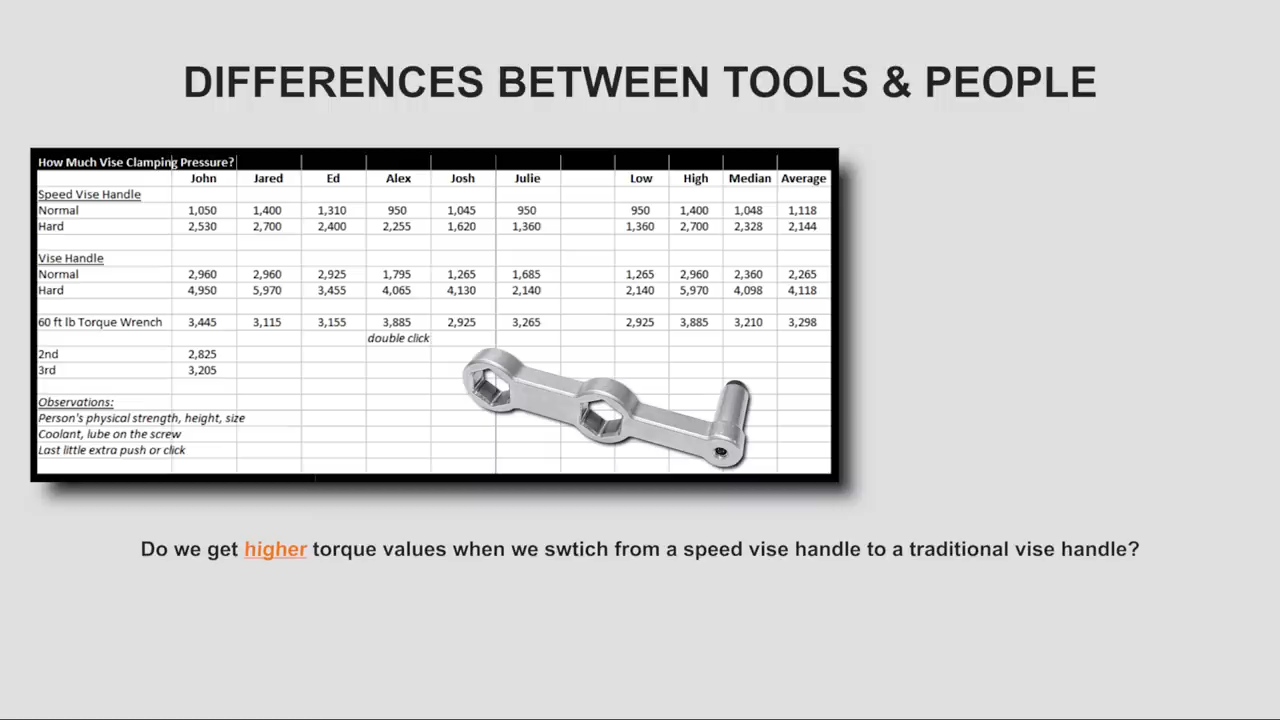 DIFFERENCES BETWEEN TOOLS & PEOPLE
How Much Vise Clamping Pressure?
John Jared Ed Alex Josh Julie Low High Median Average
Speed Vise Handle
Normal 1,050 1,400 1,310 950 1,045 950 950 1,400 1,048 1,118
Hard 2,530 2,700 2,400 2,255 1,620 1,360 1,360 2,700 2,328 2,144
Vise Handle
Normal 2,960 2,960 2,925 1,795 1,265 1,685 1,265 2,960 2,360 2,265
Hard 4,950 5,970 3,455 4,065 4,130 2,140 2,140 5,970 4,098 4,118
60 ft lb Torque Wrench 3,445 3,115 3,155 3,885 2,925 3,265 2,925 3,885 3,210 3,298
double click
2nd 2,825
3rd 3,205
Observations:
Person's physical strength, height, size
Coolant, lube on the screw
Last little extra push or click
Do we get higher torque values when we swtich from a speed vise handle to a traditional vise handle?